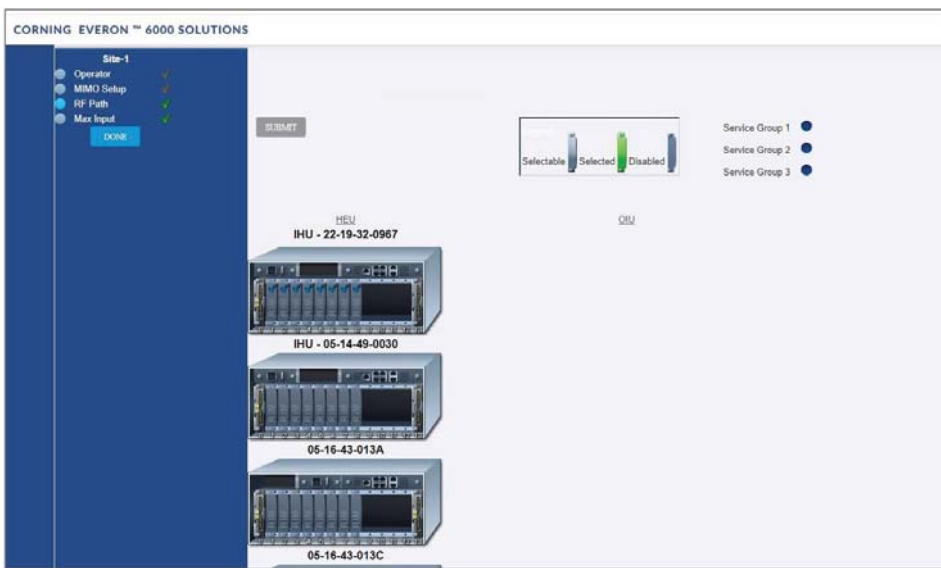 CORNING EVERON ™ 6000 SOLUTIONS
Site-1
Operator
MIMO Setup
RF Path
Max Input
DONE
SUBMIT
Selectable Selected Disabled
Service Group 1
Service Group 2
Service Group 3
HEU
OIU
IHU - 22-19-32-0967
IHU - 05-14-49-0030
05-16-43-013A
05-16-43-013C